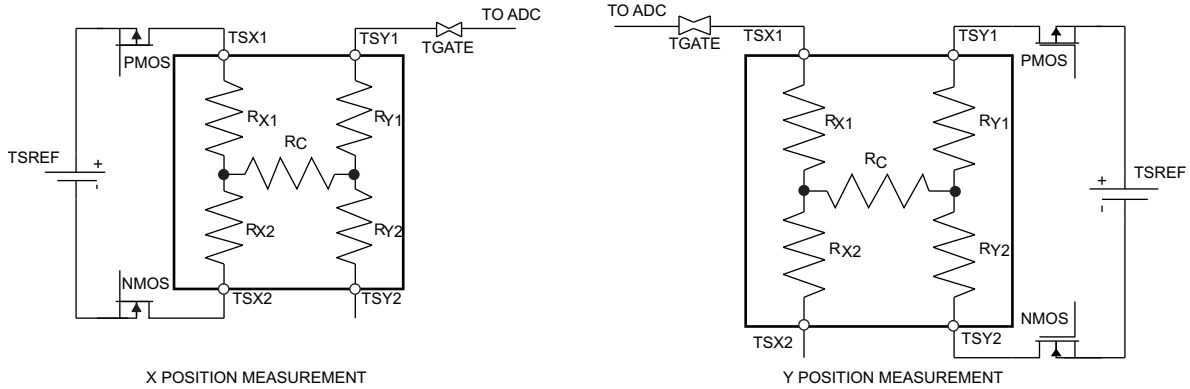 TO ADC
TSX1
TSY1
TGATE
PMOS
RX1
RY1
RC
TSREF
+
-
RX2
RY2
NMOS
TSX2
TSY2
X POSITION MEASUREMENT
TO ADC
TSX1
TSY1
TGATE
PMOS
RX1
RY1
RC
TSREF
+
-
RX2
RY2
NMOS
TSX2
TSY2
Y POSITION MEASUREMENT